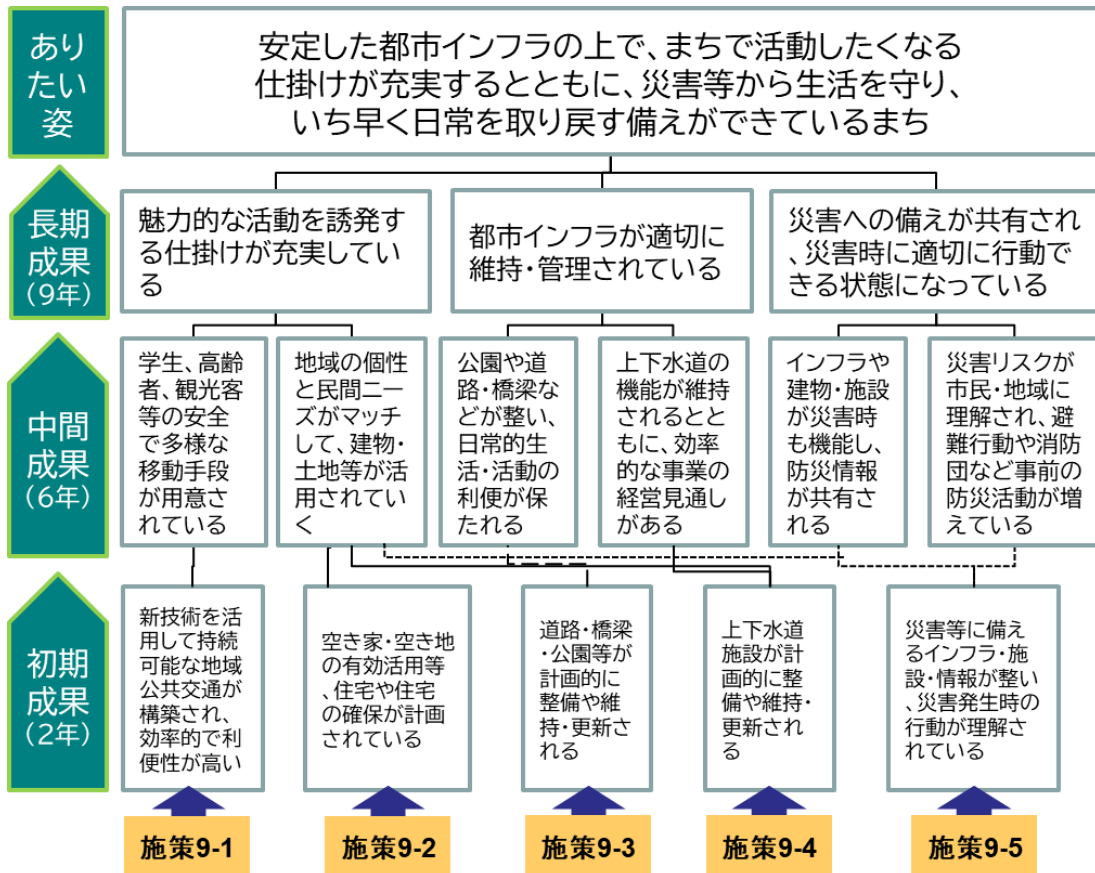 ありたい姿
安定した都市インフラの上で、まちで活動したくなる
仕掛けが充実するとともに、災害等から生活を守り、
いち早く日常を取り戻す備えができているまち
長期
成果
(9年)
魅力的な活動を誘発す
る仕掛けが充実してい
る
都市インフラが適切に
維持・管理されている
災害への備えが共有され
、災害時に適切に行動で
きる状態になっている
中間
成果
(6年)
学生、高齢
者、観光客
等の安全
で多様な
移動手段
が用意さ
れている
地域の個性
と民間ニー
ズがマッチ
して、建物・
土地等が活
用されてい
く
公園や道
路・橋梁な
どが整い、
日常的生
活・活動の
利便が保
たれる
上下水道の
機能が維持
されるとと
もに、効率
的な事業の
経営見通し
がある
インフラや
建物・施設
が災害時
も機能し、
防災情報
が共有さ
れる
災害リスクが
市民・地域に
理解され、避
難行動や消防
団など事前の
防災活動が増
えている
初期
成果
(2年)
新技術を活
用して持続
可能な地域
公共交通が
構築され、
効率的で利
便性が高い
空き家・空き地
の有効活用等
、住宅や住宅
の確保が計画
されている
道路・橋梁
・公園等が
計画的に
整備や維
持・更新さ
れる
上下水道
施設が計
画的に整
備や維持・
更新され
る
災害等に備
えるインフラ・施
設・情報が整い
、災害発生時の
行動が理解さ
れている
施策9-1
施策9-2
施策9-3
施策9-4
施策9-5